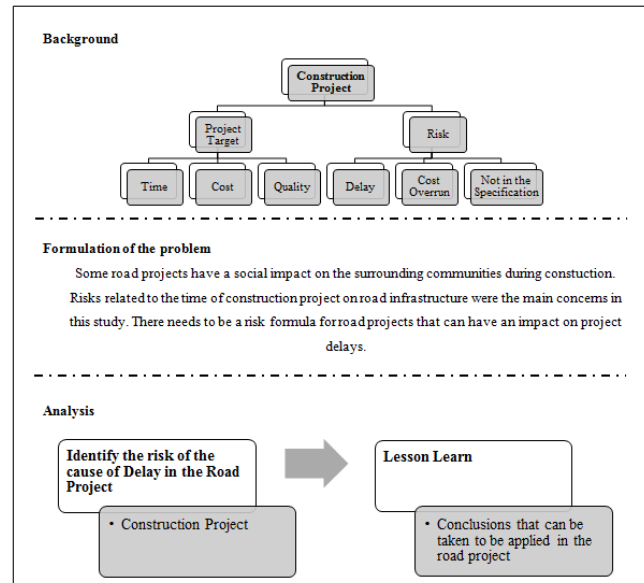 Background
Construction
Project
Project
Target
Risk
Time
Cost
Quality
Delay
Cost
Overrun
Not in the
Specification
Formulation of the problem
Some road projects have a social impact on the surrounding communities during constuction.
Risks related to the time of construction project on road infrastructure were the main concerns in
this study. There needs to be a risk formula for road projects that can have an impact on project
delays.
Analysis
Identify the risk of the
cause of Delay in the Road
Project
• Construction Project
Lesson Learn
• Conclusions that can be
taken to be applied in the
road project